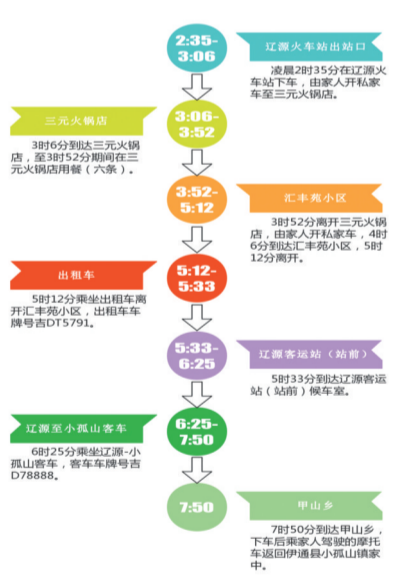 2:35-
3:06
辽源火车站出站口
凌晨2时35分在辽源火
车站下车，由家人开私家
车至三元火锅店。
三元火锅店
3:06-
3:52
3时6分到达三元火锅
店，至3时52分期间在三
元火锅店用餐（六条）。
3:52-
5:12
汇丰苑小区
3时52分离开三元火锅
店，由家人开私家车，4时
6分到达汇丰苑小区，5时
12分离开。
出租车
5:12-
5:33
5时12分乘坐出租车离
开汇丰苑小区，出租车车
牌号吉DT5791。
5:33-
6:25
辽源客运站（站前）
5时33分到达辽源客运
站（站前）候车室。
辽源至小孤山客车
6:25-
7:50
6时25分乘坐辽源-小
孤山客车，客车车牌号吉
D78888。
7:50
甲山乡
7时50分到达甲山乡，
下车后乘家人驾驶的摩托
车返回伊通县小孤山镇家
中。